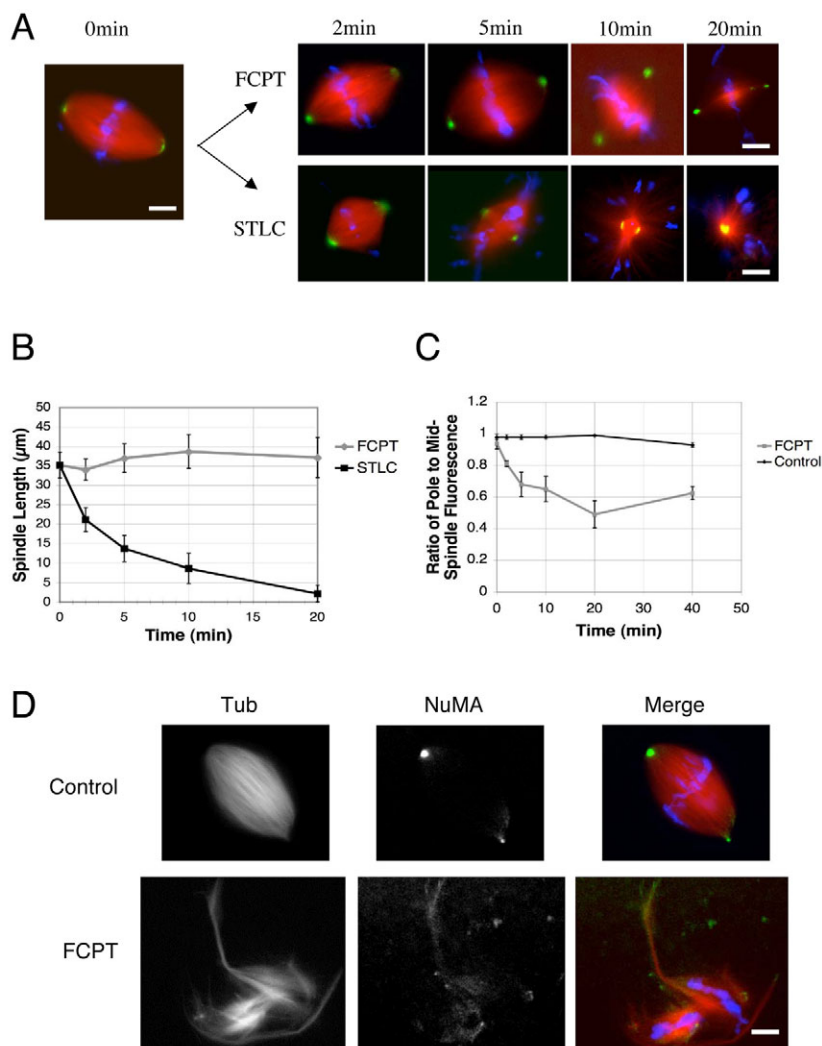 A
0min
2min
5min
10min
20min
FCPT
STLC
B
Spindle Length (µm)
50
45
40
35
30
25
20
15
10
5
0
0
5
10
15
20
Time (min)
FCPT
STLC
C
Ratio of Pole to Mid-
Spindle Fluorescence
1.2
1
0.8
0.6
0.4
0.2
0
0
10
20
30
40
50
Time (min)
FCPT
Control
D
Tub
NuMA
Merge
Control
FCPT